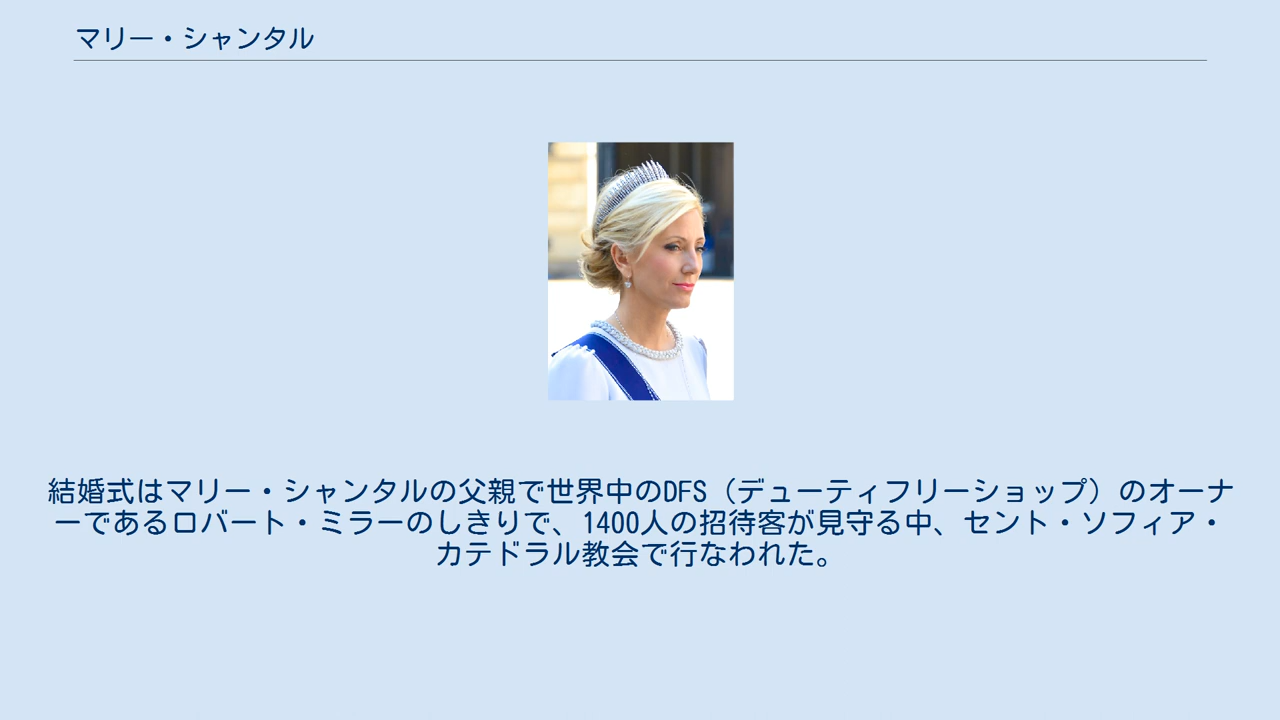 マリー・シャンタル
結婚式はマリー・シャンタルの父親で世界中のDFS（デューティフリーショップ）のオーナ
ーであるロバート・ミラーのしきりで、1400人の招待客が見守る中、セント・ソフィア・
カテドラル教会で行なわれた。